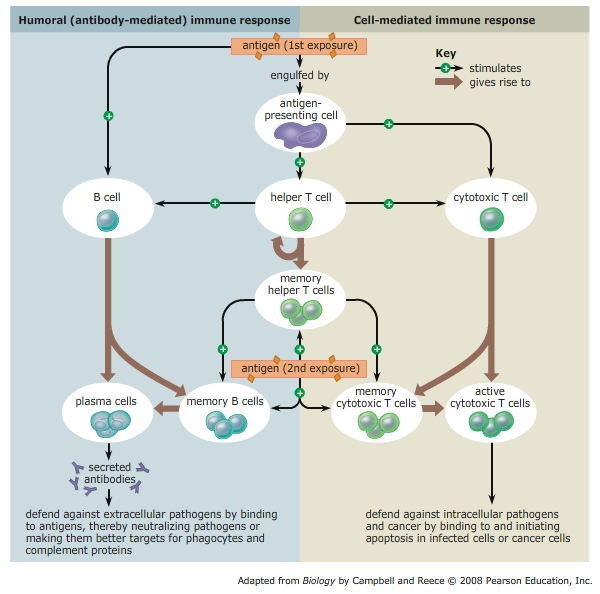 Humoral (antibody-mediated) immune response
Cell-mediated immune response
antigen (1st exposure)
Key
stimulates
gives rise to
engulfed by
antigen-
presenting cell
B cell
helper T cell
cytotoxic T cell
memory
helper T cells
antigen (2nd exposure)
plasma cells
memory B cells
memory
cytotoxic T cells
active
cytotoxic T cells
secreted
antibodies
defend against extracellular pathogens by binding
to antigens, thereby neutralizing pathogens or
making them better targets for phagocytes and
complement proteins
defend against intracellular pathogens
and cancer by binding to and initiating
apoptosis in infected cells or cancer cells
Adapted from Biology by Campbell and Reece © 2008 Pearson Education, Inc.